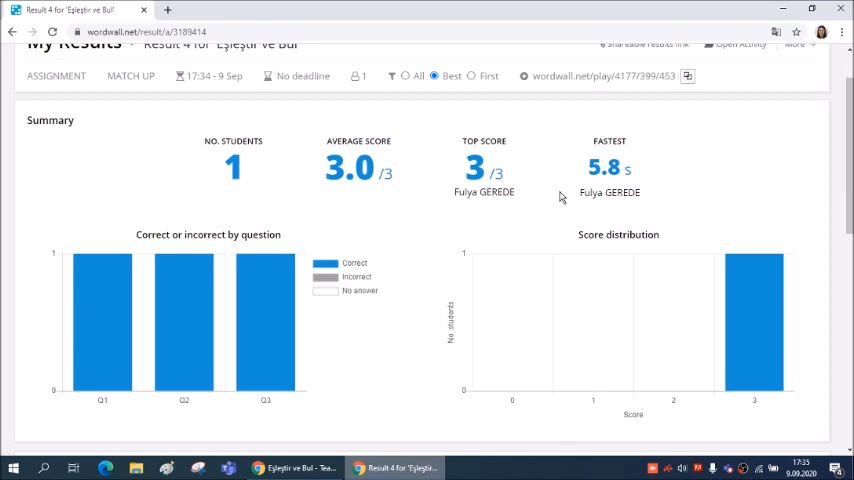 Result 4 for 'Eşleştir ve Bul'
wordwall.net/result/a/3189414
My Results
Result 4 for 'Eşleştir ve Bul'
Shareable results link
Open Activity
More
ASSIGNMENT
MATCH UP
17:34 - 9 Sep
No deadline
1
All
Best
First
wordwall.net/play/4177/399/453
Summary
NO. STUDENTS
AVERAGE SCORE
TOP SCORE
FASTEST
1
3.0 /3
3 /3
5.8 s
Fulya GEREDE
Fulya GEREDE
Correct or incorrect by question
1
0
Q1
Q2
Q3
Correct
Incorrect
No answer
Score distribution
No. students
1
0
0
1
2
3
Score
Eşleştir ve Bul - Tea...
Result 4 for 'Eşleştir...
17:35
9.09.2020
4